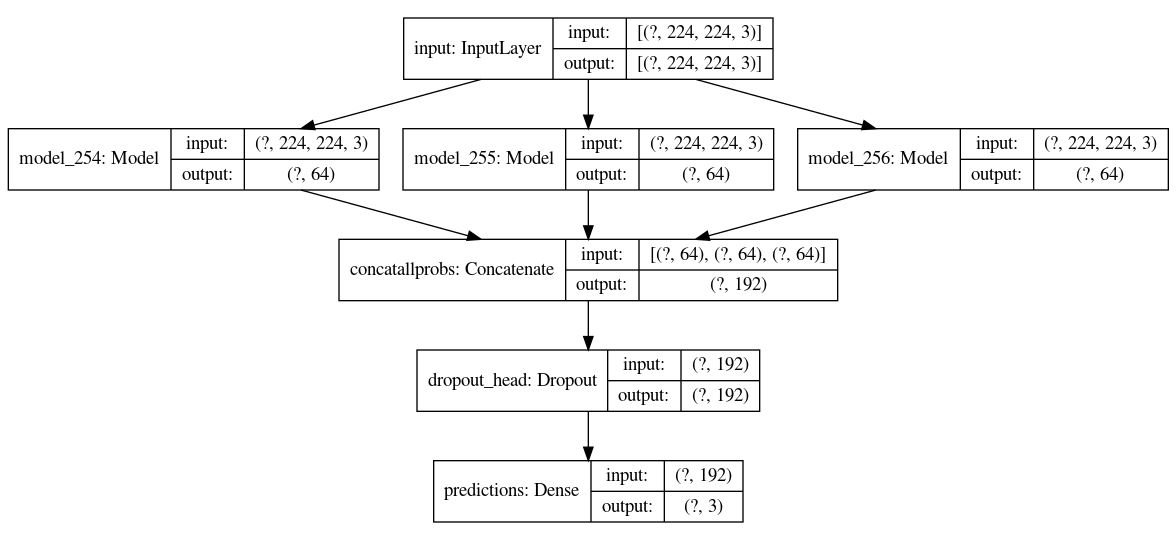 input: InputLayer
input: [(?, 224, 224, 3)]
output: [(?, 224, 224, 3)]
model_254: Model
input: (?, 224, 224, 3)
output: (?, 64)
model_255: Model
input: (?, 224, 224, 3)
output: (?, 64)
model_256: Model
input: (?, 224, 224, 3)
output: (?, 64)
concatallprobs: Concatenate
input: [(?, 64), (?, 64), (?, 64)]
output: (?, 192)
dropout_head: Dropout
input: (?, 192)
output: (?, 192)
predictions: Dense
input: (?, 192)
output: (?, 3)